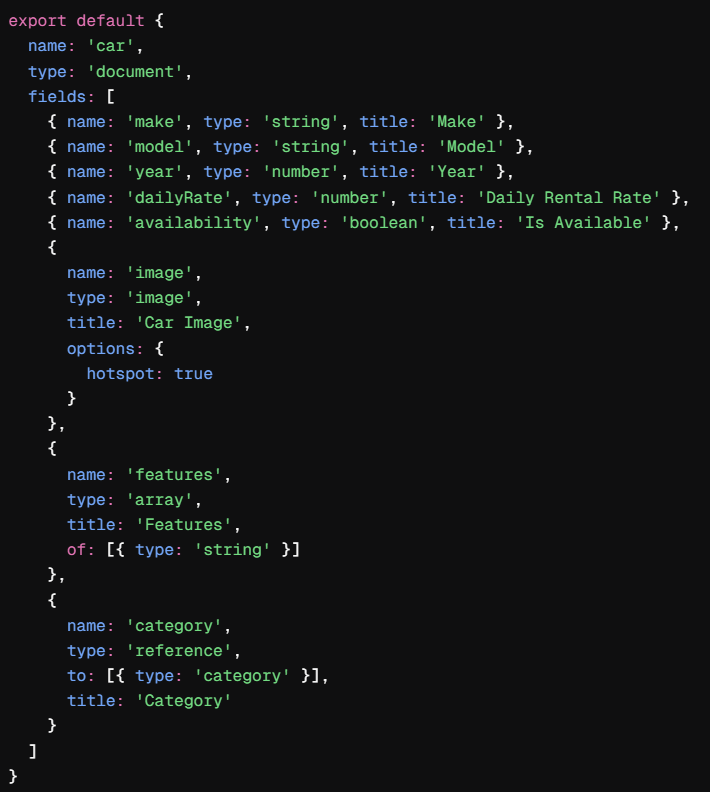 export default {
  name: 'car',
  type: 'document',
  fields: [
    { name: 'make', type: 'string', title: 'Make' },
    { name: 'model', type: 'string', title: 'Model' },
    { name: 'year', type: 'number', title: 'Year' },
    { name: 'dailyRate', type: 'number', title: 'Daily Rental Rate' },
    { name: 'availability', type: 'boolean', title: 'Is Available' },
    {
      name: 'image',
      type: 'image',
      title: 'Car Image',
      options: {
        hotspot: true
      }
    },
    {
      name: 'features',
      type: 'array',
      title: 'Features',
      of: [{ type: 'string' }]
    },
    {
      name: 'category',
      type: 'reference',
      to: [{ type: 'category' }],
      title: 'Category'
    }
  ]
}